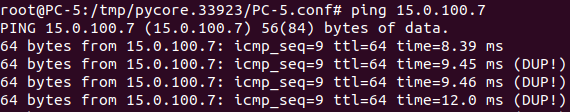 root@PC-5:/tmp/pycore.33923/PC-5.conf# ping 15.0.100.7
PING 15.0.100.7 (15.0.100.7) 56(84) bytes of data.
64 bytes from 15.0.100.7: icmp_seq=9 ttl=64 time=8.39 ms
64 bytes from 15.0.100.7: icmp_seq=9 ttl=64 time=9.45 ms (DUP!)
64 bytes from 15.0.100.7: icmp_seq=9 ttl=64 time=9.46 ms (DUP!)
64 bytes from 15.0.100.7: icmp_seq=9 ttl=64 time=12.0 ms (DUP!)